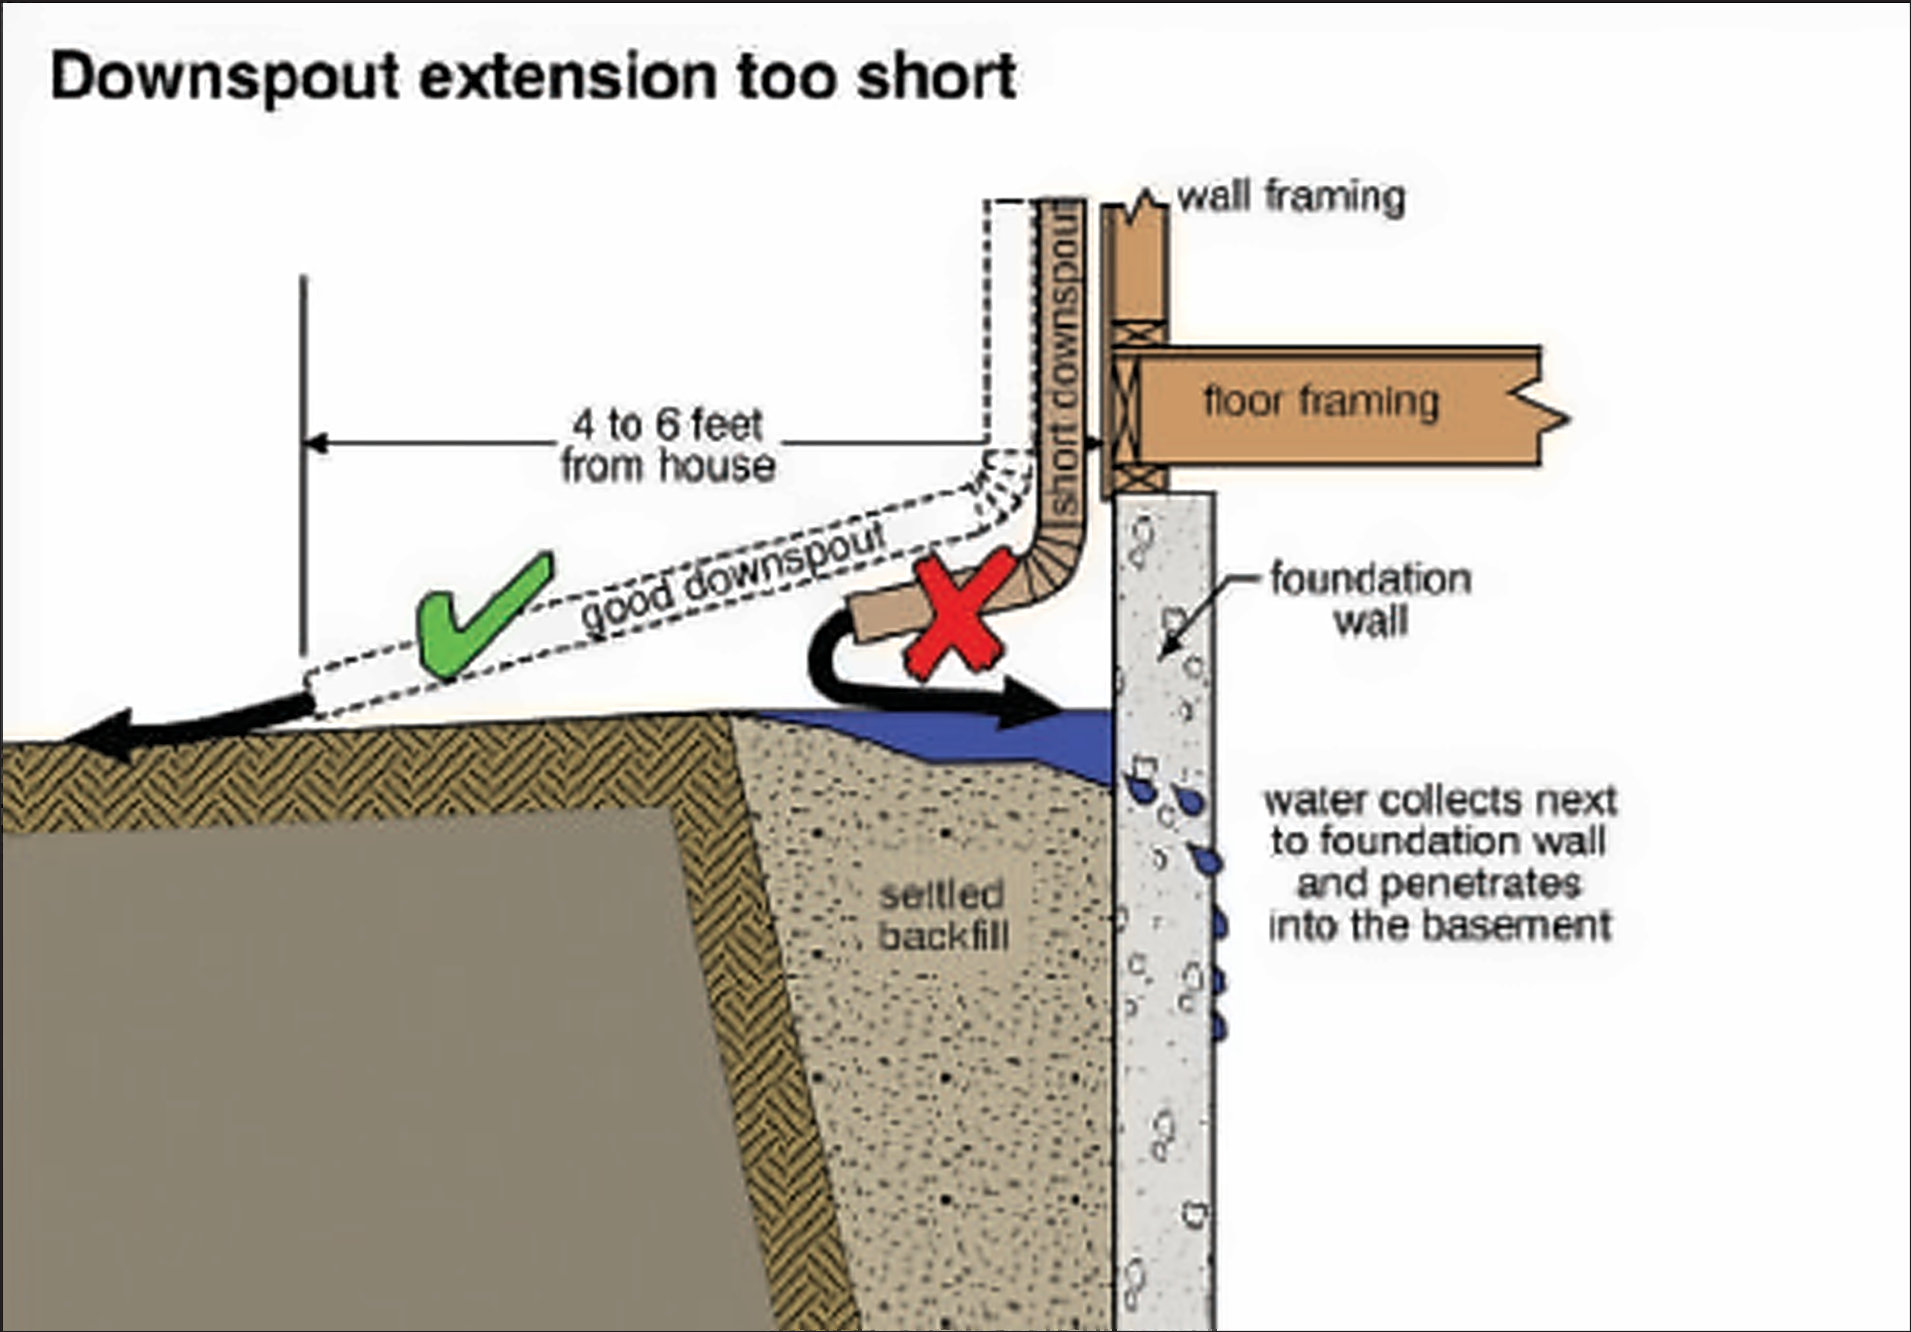 Downspout extension too short
wall framing
short downspout
floor framing
4 to 6 feet
from house
good downspout
foundation
wall
water collects next
to foundation wall
and penetrates
into the basement
settled
backfill